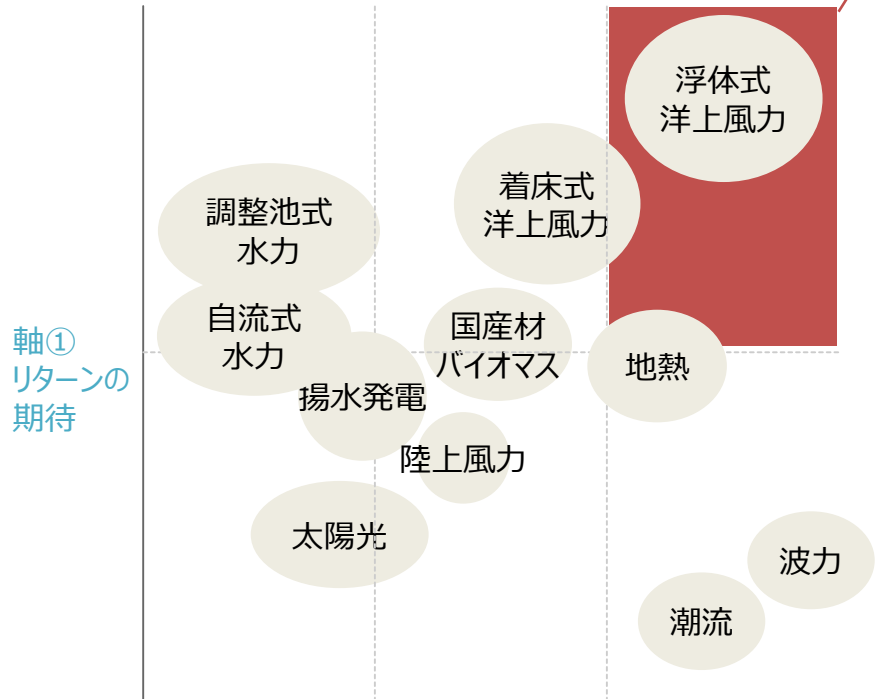 浮体式
洋上風力
着床式
洋上風力
調整池式
水力
自流式
水力
国産材
バイオマス
軸①
リターンの
期待
地熱
揚水発電
陸上風力
太陽光
波力
潮流